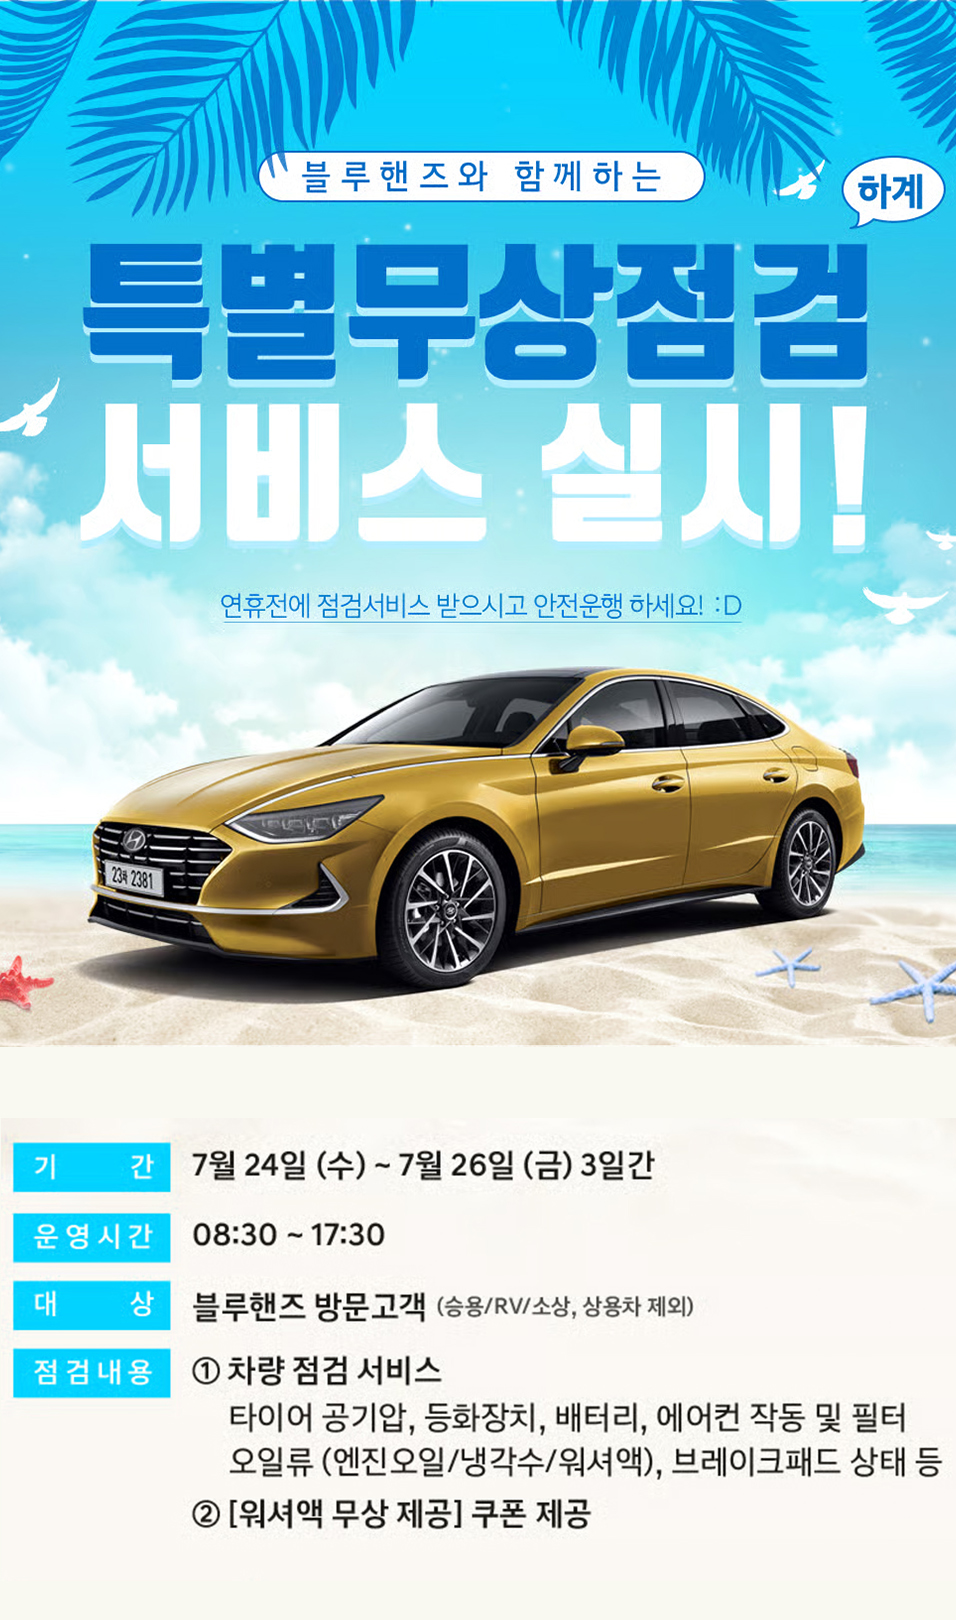 블루핸즈와 함께하는
하계
특별무상점검
서비스 실시!
연휴전에 점검서비스 받으시고 안전운행 하세요! :D
23파 2381
기 간 7월 24일 (수) ~ 7월 26일 (금) 3일간
운영시간 08:30 ~ 17:30
대 상 블루핸즈 방문고객 (승용/RV/소상, 상용차 제외)
점검내용 ① 차량 점검 서비스
타이어 공기압, 등화장치, 배터리, 에어컨 작동 및 필터
오일류 (엔진오일/냉각수/워셔액), 브레이크패드 상태 등
② [워셔액 무상 제공] 쿠폰 제공